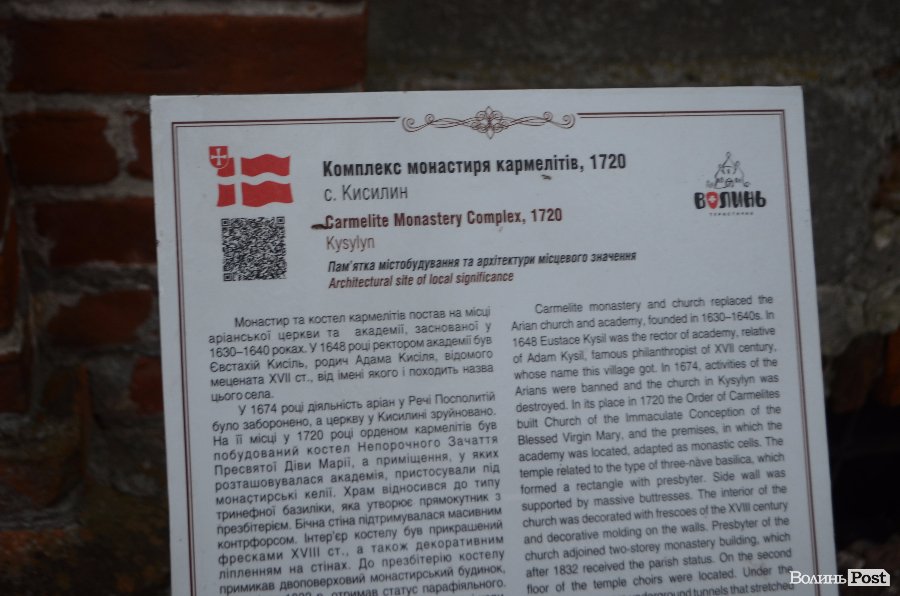 Комплекс монастиря кармелітів, 1720
с. Кисилин
Carmelite Monastery Complex, 1720
Kysylyn
Пам'ятка містобудування та архітектури місцевого значення
Architectural site of local significance
ВОЛИНЬ
ТУРИСТИЧНА
Монастир та костел кармелітів постав на місці
аріанської церкви та академії, заснованої у
1630–1640 роках. У 1648 році ректором академії був
Євстахій Кисіль, родич Адама Кисіля, відомого
мецената XVII ст., від імені якого і походить назва
цього села.
У 1674 році діяльність аріан у Речі Посполитій
було заборонено, а церкву у Кисилині зруйновано.
На її місці у 1720 році орденом кармелітів був
побудований костел Непорочного Зачаття
Пресвятої Діви Марії, а приміщення, у яких
розташовувалася академія, пристосували під
монастирські келії. Храм відносився до типу
тринефної базиліки, яка утворює прямокутник з
презбітерієм. Бічна стіна підтримувалася масивним
контрфорсом. Інтер'єр костелу був прикрашений
фресками XVIII ст., а також декоративним
ліпленням на стінах. До презбітерію костелу
примикав двоповерховий монастирський будинок,
отримав статус парафіяльного.
Carmelite monastery and church replaced the
Arian church and academy, founded in 1630–1640s. In
1648 Eustace Kysil was the rector of academy, relative
of Adam Kysil, famous philanthropist of XVII century,
whose name this village got. In 1674, activities of the
Arians were banned and the church in Kysylyn was
destroyed. In its place in 1720 the Order of Carmelites
built Church of the Immaculate Conception of the
Blessed Virgin Mary, and the premises, in which the
academy was located, adapted as monastic cells. The
temple related to the type of three-nàve basilica, which
formed a rectangle with presbyter. Side wall was
supported by massive buttresses. The interior of the
church was decorated with frescoes of the XVIII century
and decorative molding on the walls. Presbyter of the
church adjoined two-storey monastery building, which
after 1832 received the parish status. On the second
floor of the temple choirs were located. Under the
underground tunnels that stretched
ВолиньPost